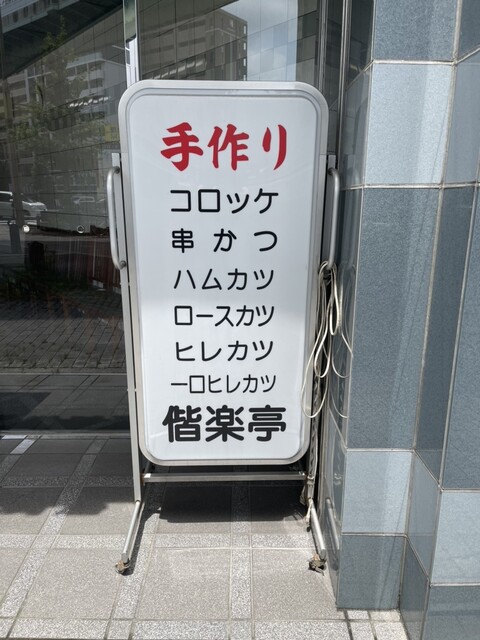 手作り
コロッケ
串かつ
ハムカツ
ロースカツ
ヒレカツ
一口ヒレカツ
偕楽亭